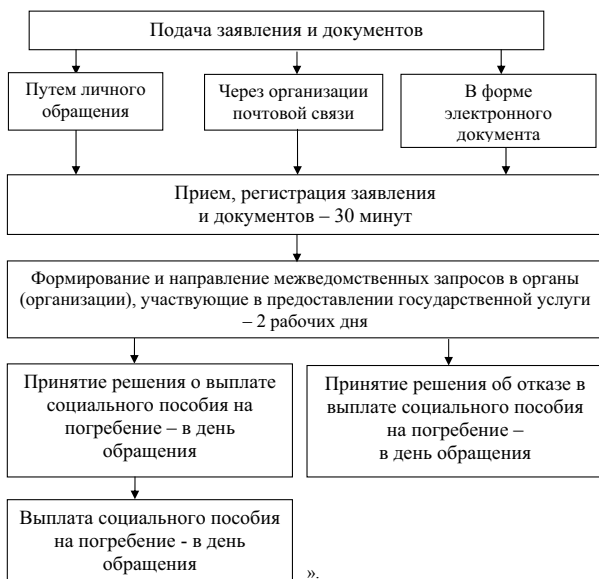 Подача заявления и документов
Путем личного
обращения
Через организации
почтовой связи
В форме
электронного
документа
Прием, регистрация заявления
и документов – 30 минут
Формирование и направление межведомственных запросов в органы
(организации), участвующие в предоставлении государственной услуги
– 2 рабочих дня
Принятие решения о выплате
социального пособия на
погребение – в день
обращения
Принятие решения об отказе в
выплате социального пособия
на погребение –
в день обращения
Выплата социального пособия
на погребение - в день
обращения
».